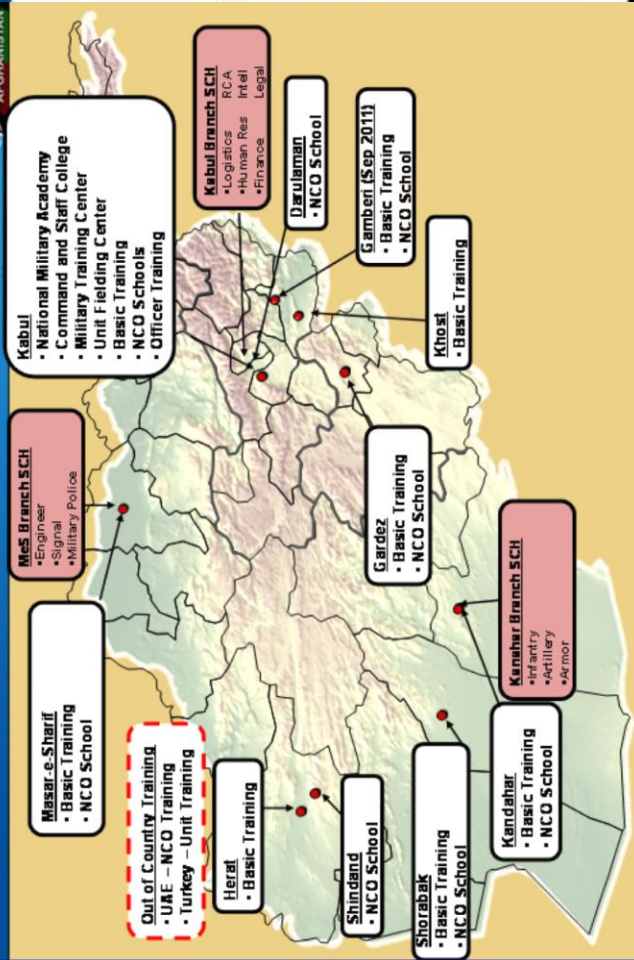 AFGHANISTAN
Kabul
• National Military Academy
• Command and Staff College
• Military Training Center
• Unit Fielding Center
• Basic Training
• NCO Schools
• Officer Training
MeS Branch SCH
•Engineer
•Signal
•Military Police
Masar-e-Sharif
• Basic Training
• NCO School
Out of Country Training
• UAE – NCO Training
• Turkey – Unit Training
Herat
• Basic Training
Shindand
• NCO School
Shorabak
• Basic Training
• NCO School
Kandahar
• Basic Training
• NCO School
Kanahar Branch SCH
•Infantry
•Artillery
•Armor
Gardez
• Basic Training
• NCO School
Khost
• Basic Training
Gamberi (Sep 2011)
• Basic Training
• NCO School
Darulaman
• NCO School
Kabul Branch SCH
•Logistics RCA
•Human Res Intell
•Finance Legal